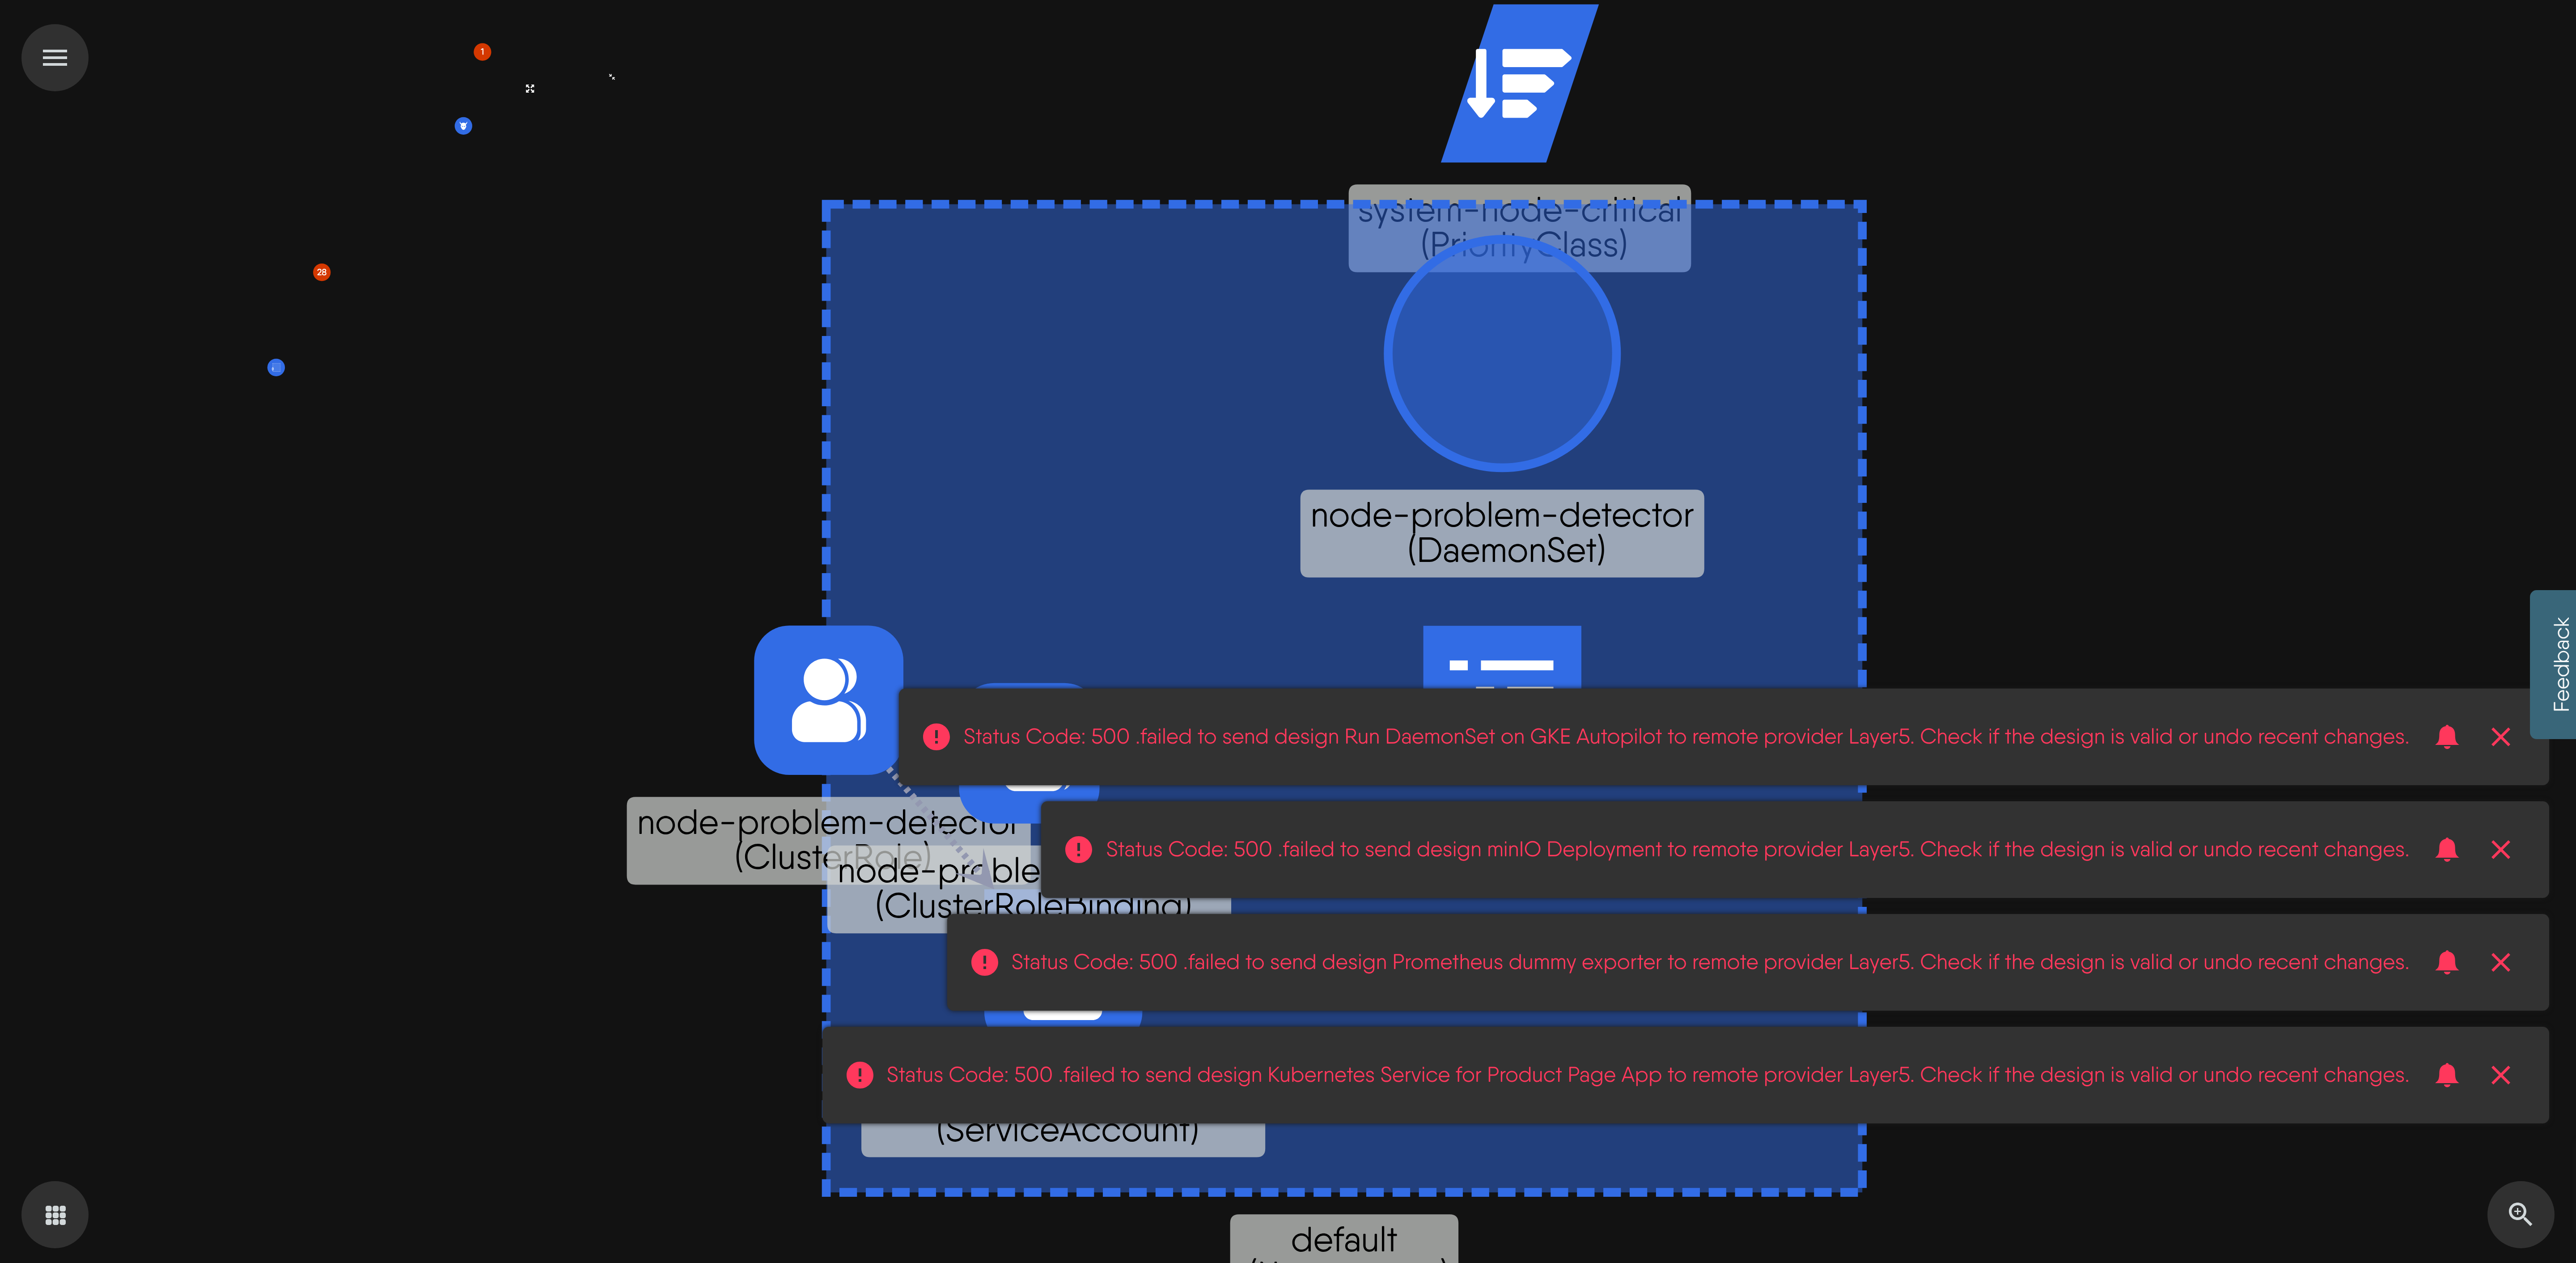 1
28
system-node-critical
(PriorityClass)
node-problem-detector
(DaemonSet)
Feedback
Status Code: 500 .failed to send design Run DaemonSet on GKE Autopilot to remote provider Layer5. Check if the design is valid or undo recent changes.
node-problem-detector
(ClusterRole)
Status Code: 500 .failed to send design minIO Deployment to remote provider Layer5. Check if the design is valid or undo recent changes.
(ClusterRoleBinding)
Status Code: 500 .failed to send design Prometheus dummy exporter to remote provider Layer5. Check if the design is valid or undo recent changes.
Status Code: 500 .failed to send design Kubernetes Service for Product Page App to remote provider Layer5. Check if the design is valid or undo recent changes.
(ServiceAccount)
default